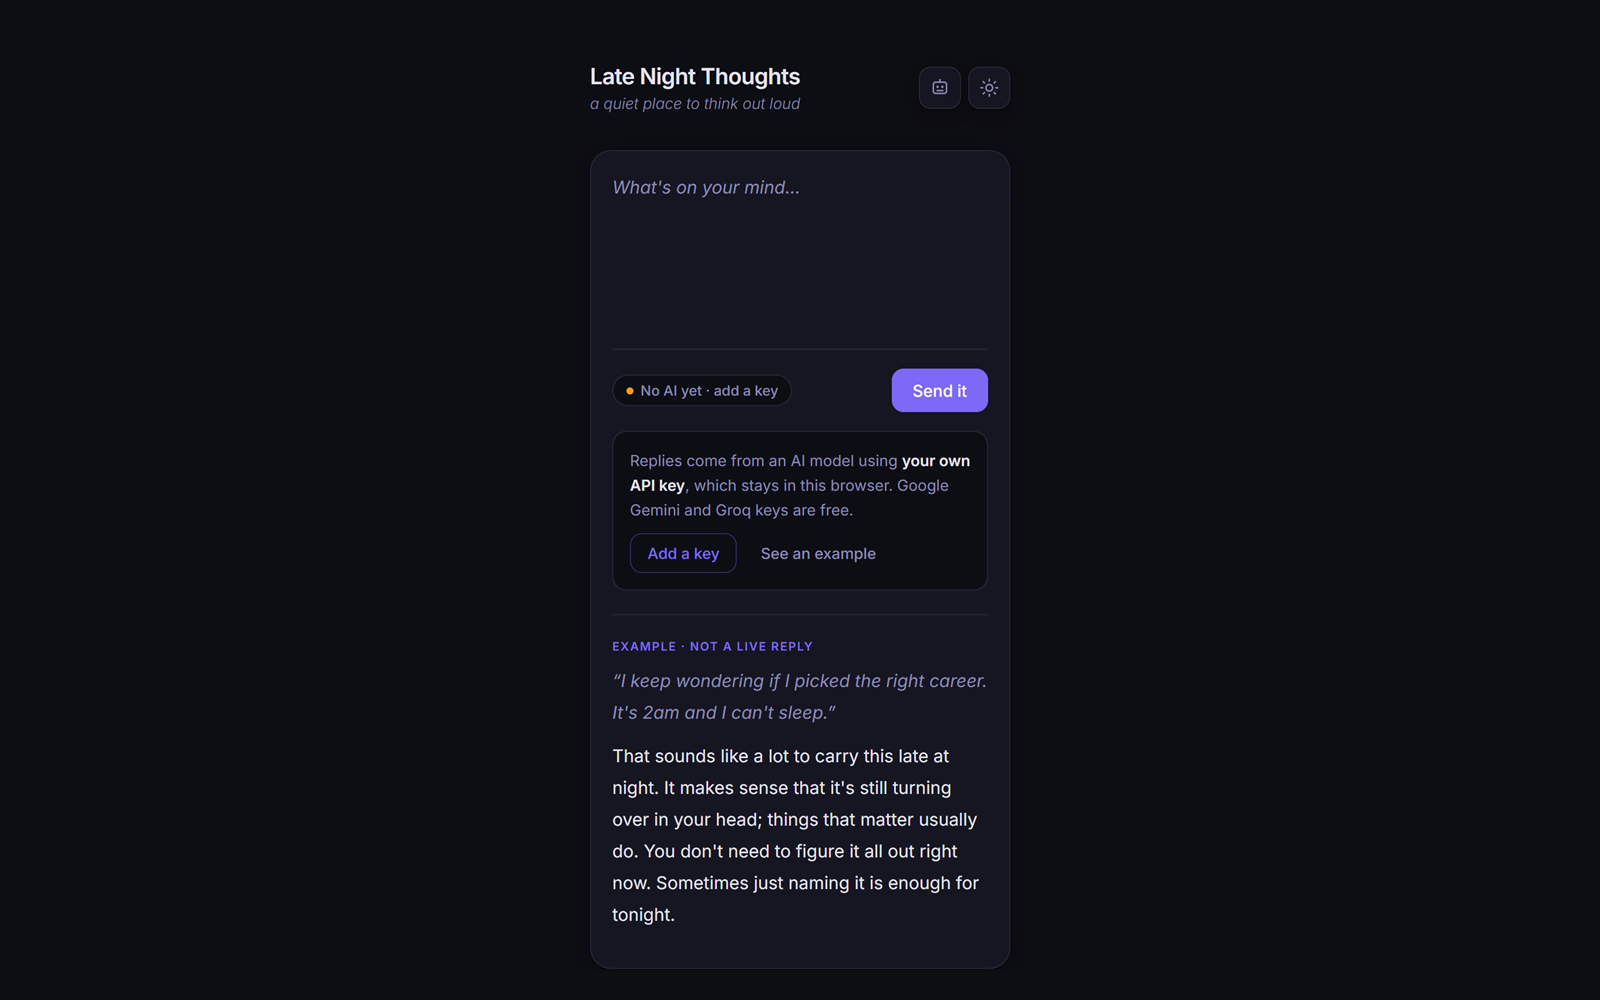 Late Night Thoughts
a quiet place to think out loud
What's on your mind...
No AI yet · add a key
Send it
Replies come from an AI model using your own
API key, which stays in this browser. Google
Gemini and Groq keys are free.
Add a key
See an example
EXAMPLE · NOT A LIVE REPLY
“I keep wondering if I picked the right career.
It's 2am and I can't sleep.”
That sounds like a lot to carry this late at
night. It makes sense that it's still turning
over in your head; things that matter usually
do. You don't need to figure it all out right
now. Sometimes just naming it is enough for
tonight.